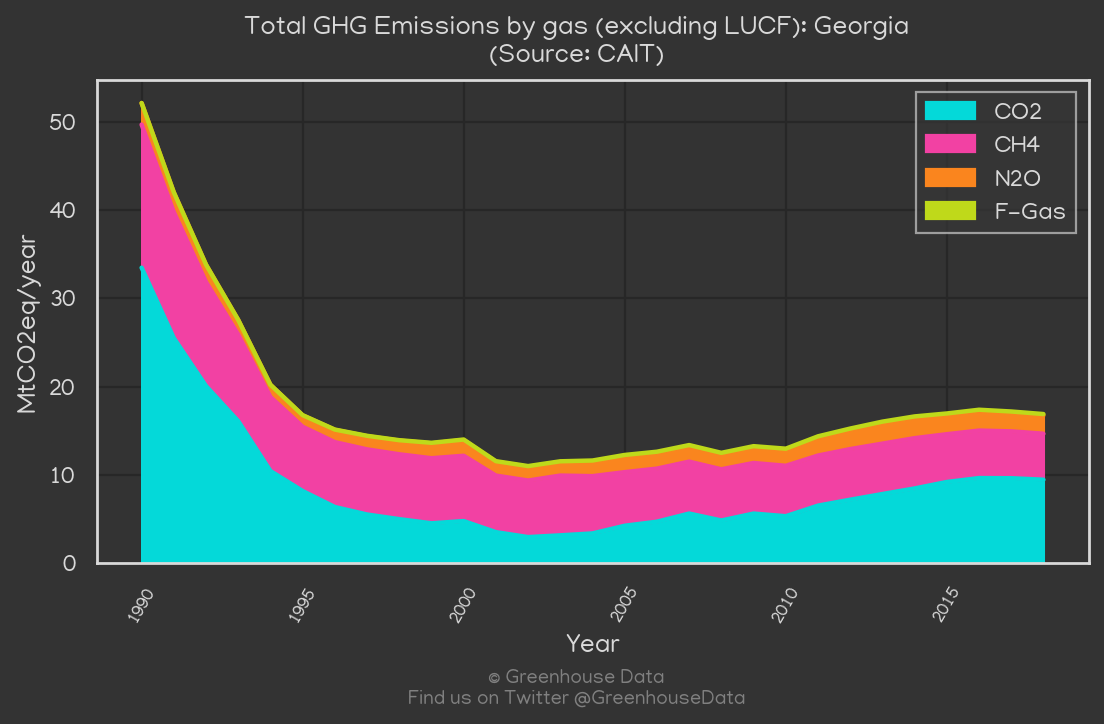 Total GHG Emissions by gas (excluding LUCF): Georgia
(Source: CAIT)
50
40
30
20
10
0
MtCO2eq/year
CO2
CH4
N2O
F-Gas
1990
1995
2000
2005
2010
2015
Year
© Greenhouse Data
Find us on Twitter @GreenhouseData